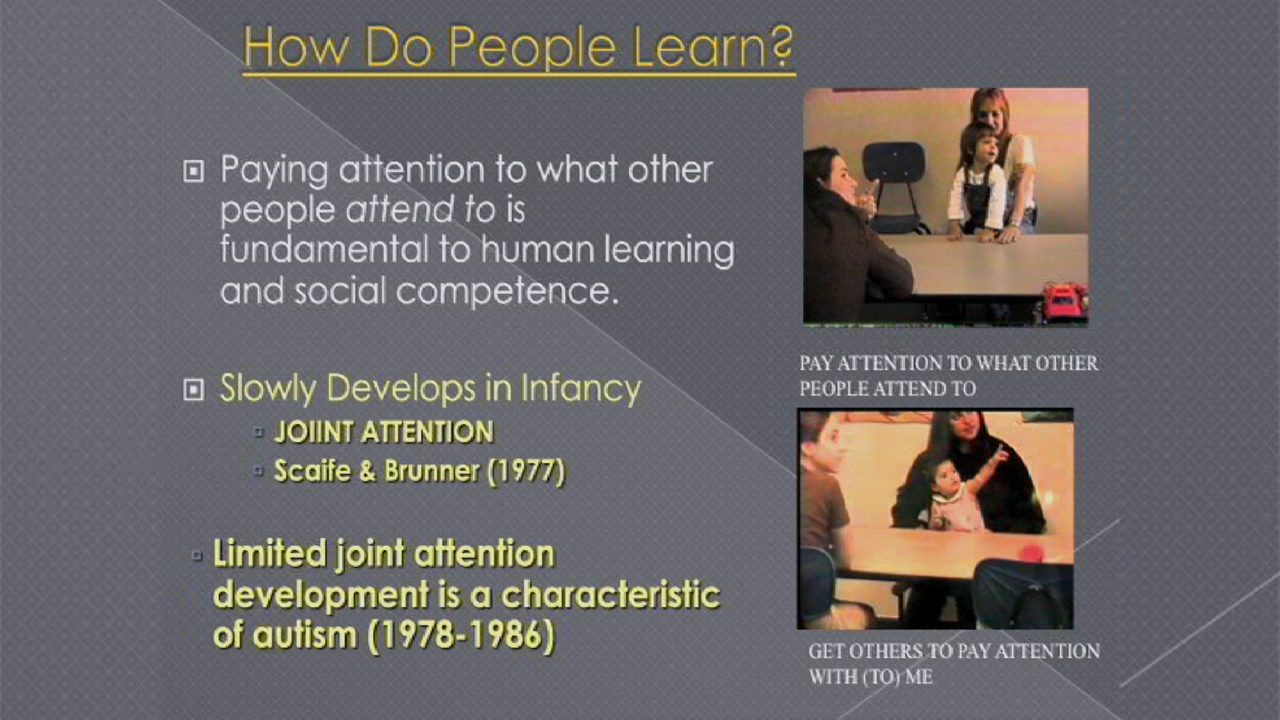 How Do People Learn?
Paying attention to what other
people attend to is
fundamental to human learning
and social competence.
Slowly Develops in Infancy
JOIINT ATTENTION
Scaife & Brunner (1977)
Limited joint attention
development is a characteristic
of autism (1978-1986)
PAY ATTENTION TO WHAT OTHER
PEOPLE ATTEND TO
GET OTHERS TO PAY ATTENTION
WITH (TO) ME